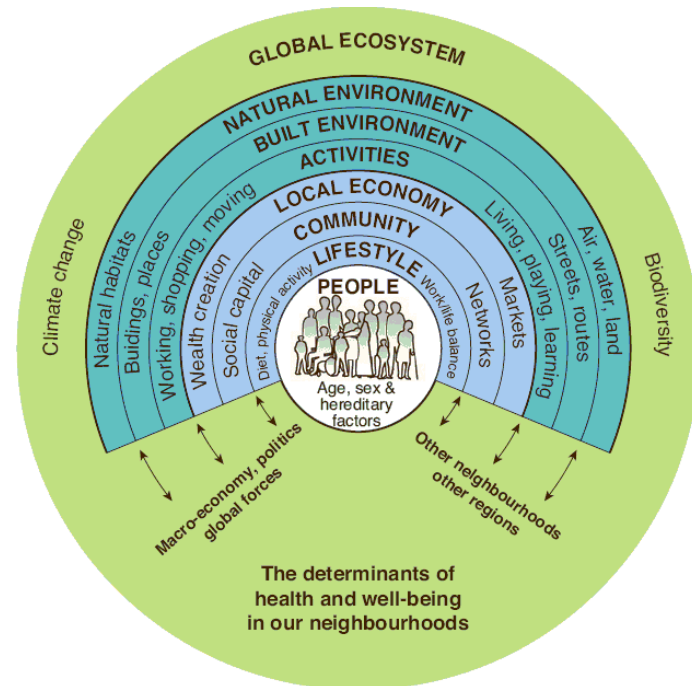 GLOBAL ECOSYSTEM
NATURAL ENVIRONMENT
BUILT ENVIRONMENT
ACTIVITIES
LOCAL ECONOMY
COMMUNITY
LIFESTYLE
PEOPLE
Age, sex &
hereditary
factors
Climate change
Natural habitats
Buidings, places
Working, shopping, moving
Wealth creation
Social capital
Diet, physical activity
Work/life balance
Networks
Markets
Living, playing, learning
Streets, routes
Air, water, land
Biodiversity
Macro-economy, politics
global forces
Other neighbourhoods
other regions
The determinants of
health and well-being
in our neighbourhoods